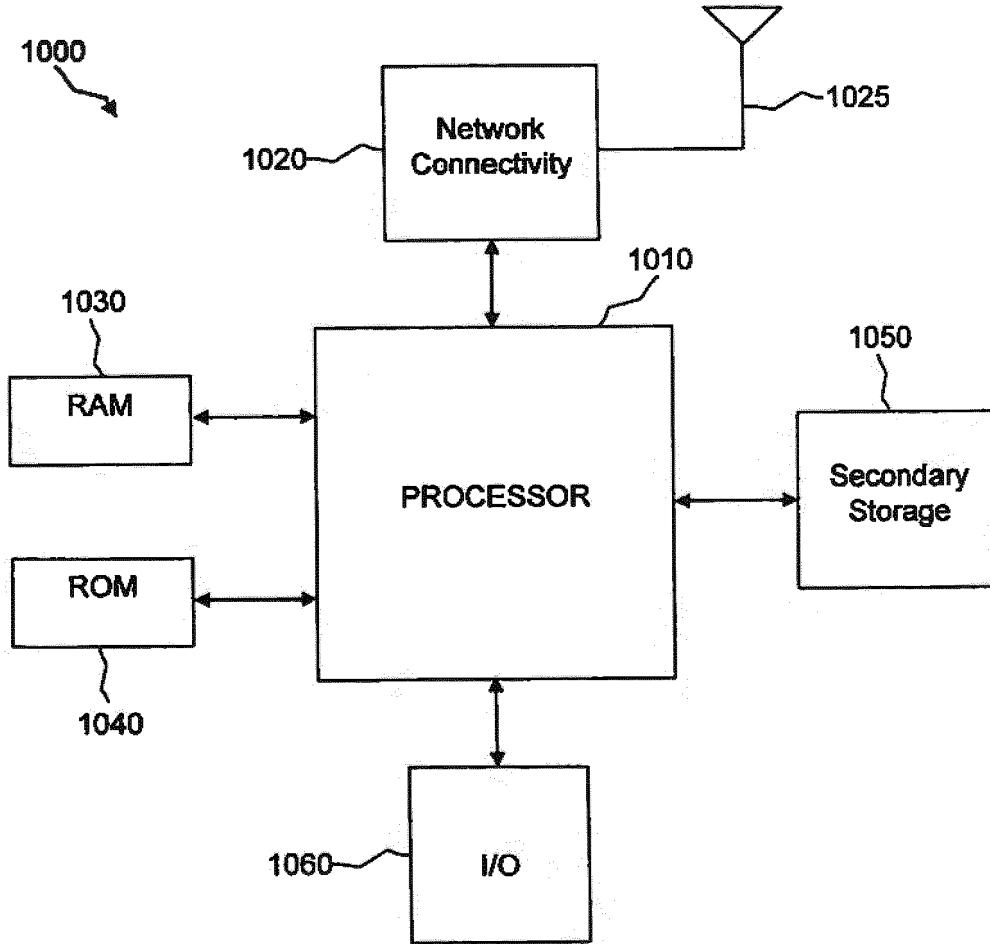 1000
1025
Network
Connectivity
1020
1010
1030
1050
RAM
Secondary
Storage
PROCESSOR
ROM
1040
1060
I/O